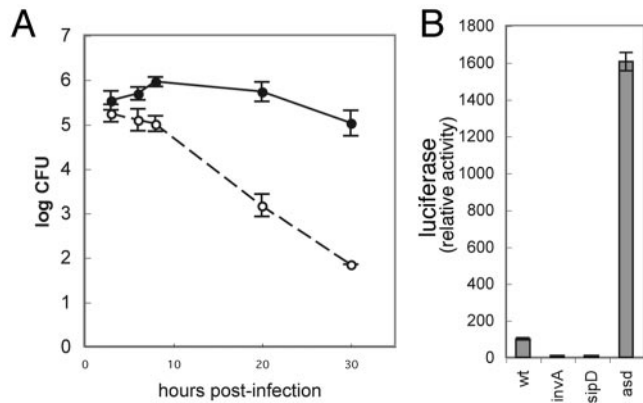 A
log CFU
7
6
5
4
3
2
1
0
0
10
20
30
hours post-infection
B
luciferase
(relative activity)
1800
1600
1400
1200
1000
800
600
400
200
0
wt
invA
sipD
asd